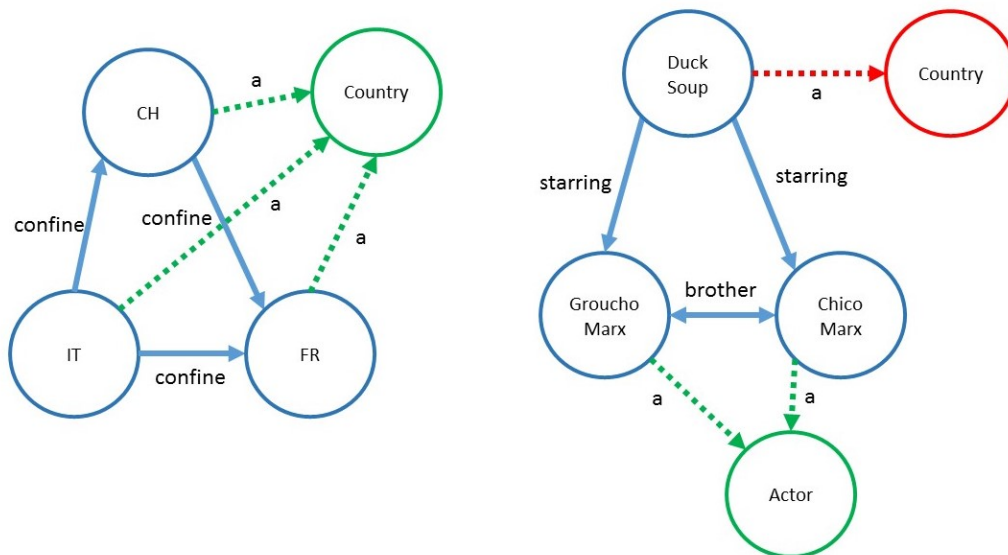 CH
a
Country
confine
confine
a
a
IT
confine
FR
Duck
Soup
a
Country
starring
starring
Groucho
Marx
brother
Chico
Marx
a
a
Actor